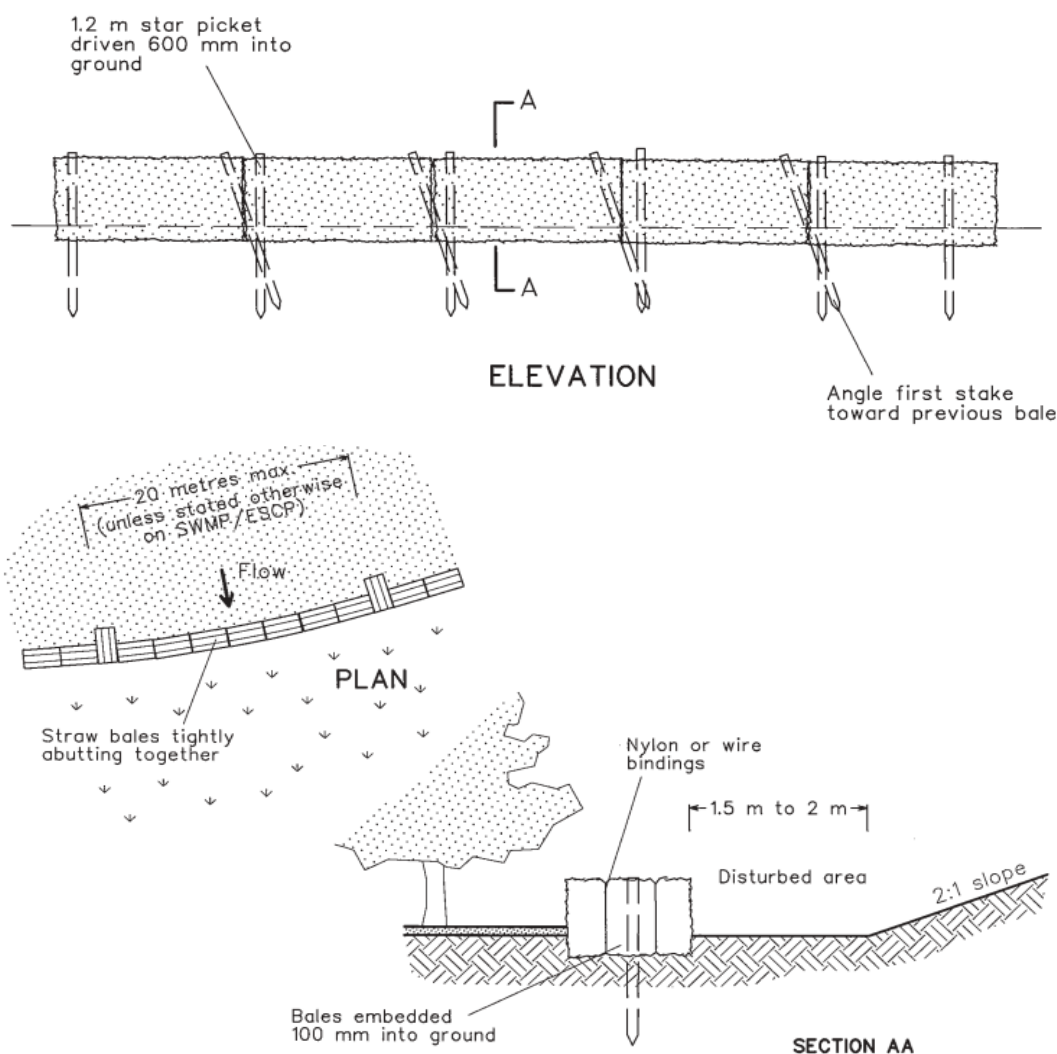 1.2 m star picket
driven 600 mm into
ground
A
A
ELEVATION
Angle first stake
toward previous bale
20 metres max.
(unless stated otherwise
on SWMP/ESCP)
Flow
PLAN
Straw bales tightly
abutting together
Nylon or wire
bindings
1.5 m to 2 m
Disturbed area
2:1 slope
Bales embedded
100 mm into ground
SECTION AA